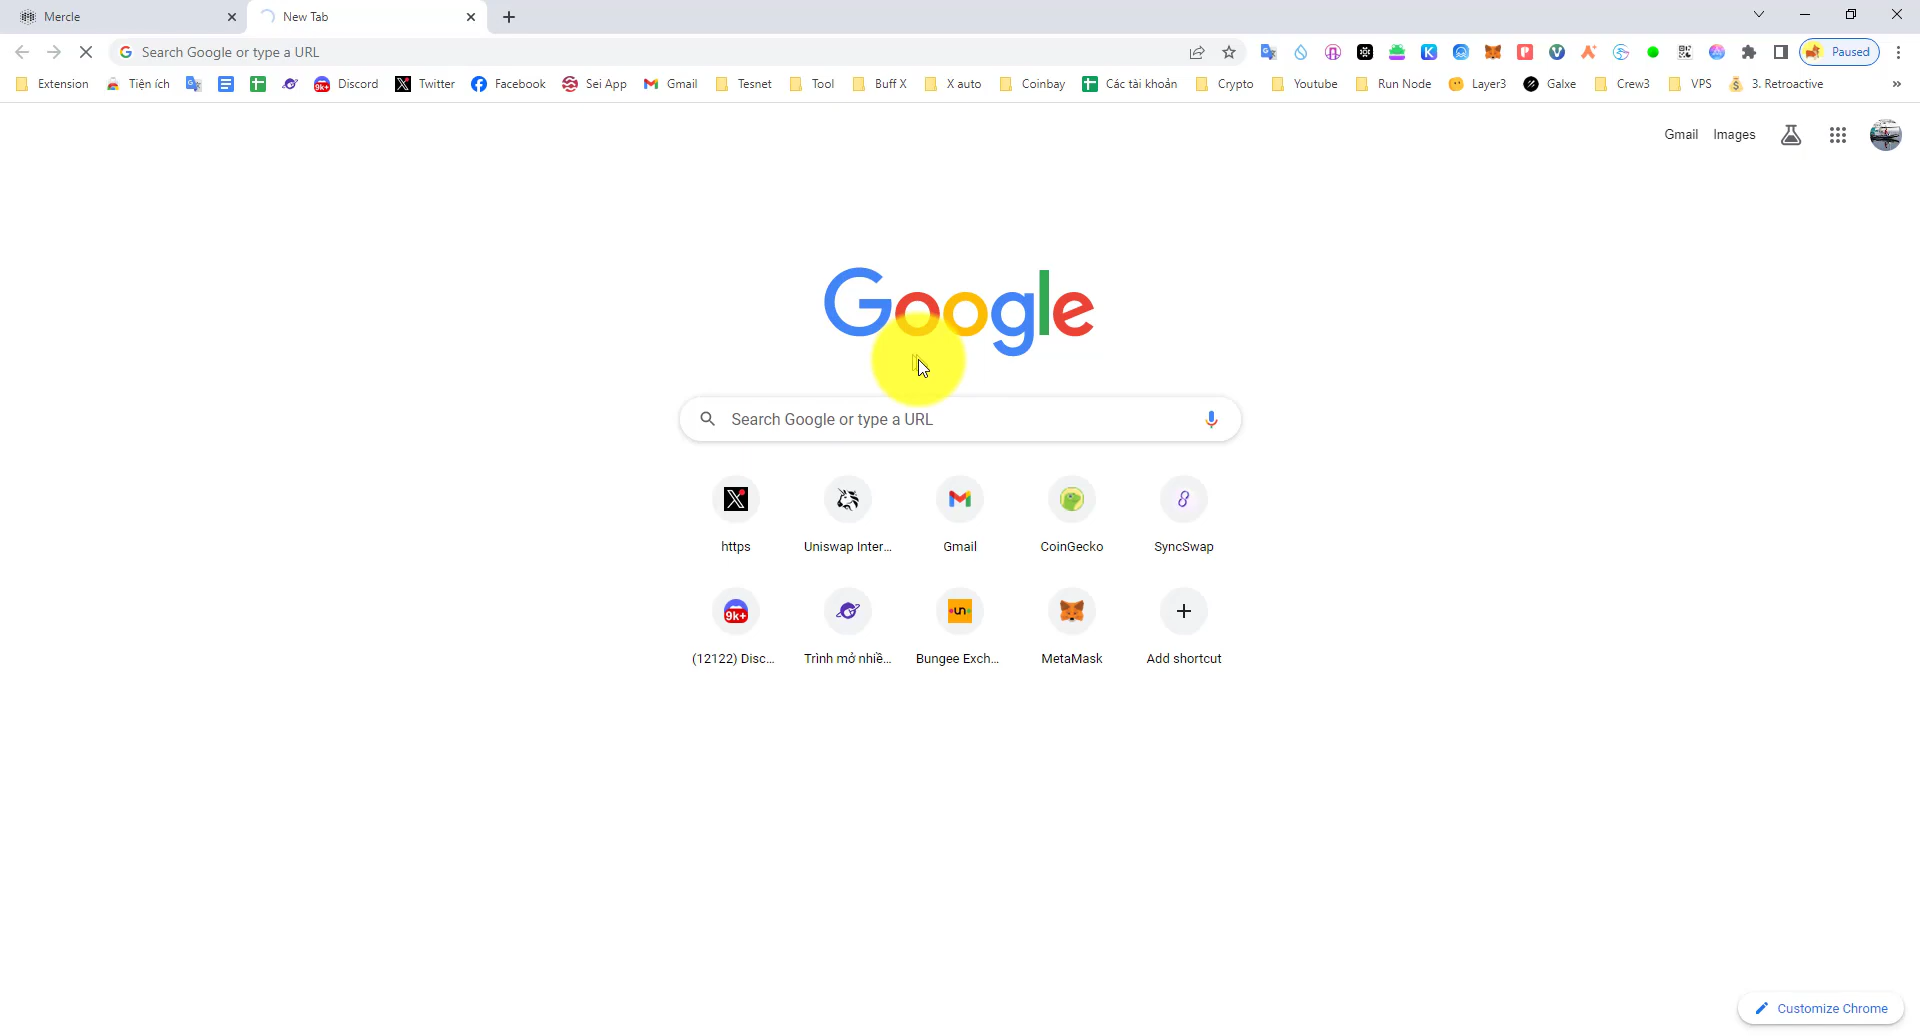 Mercle
New Tab
Search Google or type a URL
Paused
Extension
Tiện ích
Discord
Twitter
Facebook
Sei App
Gmail
Tesnet
Tool
Buff X
X auto
Coinbay
Các tài khoản
Crypto
Youtube
Run Node
Layer3
Galxe
Crew3
VPS
3. Retroactive
»
Gmail
Images
Google
Search Google or type a URL
https
Uniswap Inter...
Gmail
CoinGecko
SyncSwap
9k+
(12122) Disc...
Trình mở nhiề...
Bungee Exch...
MetaMask
Add shortcut
Customize Chrome